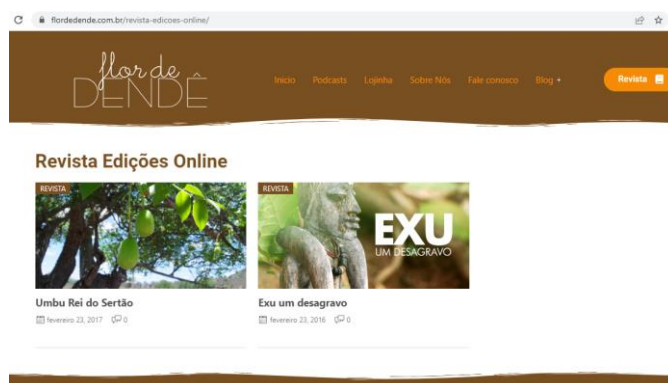 flordedende.com.br/revista-edicoes-online/
flor de
DENDÊ
Início Podcasts Lojinha Sobre Nós Fale conosco Blog +
Revista
Revista Edições Online
REVISTA
Umbu Rei do Sertão
fevereiro 23, 2017 0
REVISTA
EXU
UM DESAGRAVO
Exu um desagravo
fevereiro 23, 2016 0